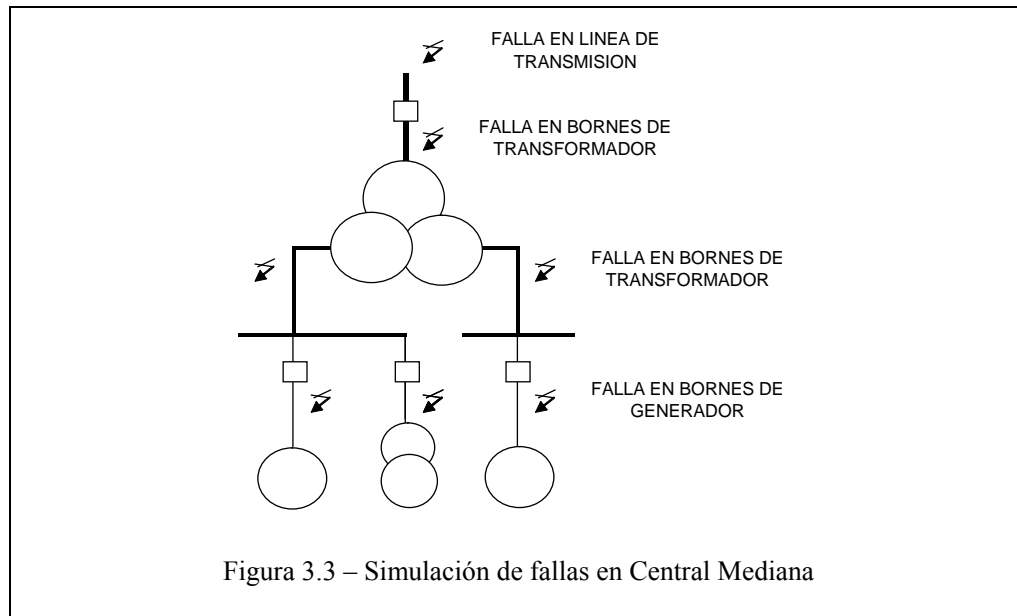 FALLA EN LINEA DE
TRANSMISION
FALLA EN BORNES DE
TRANSFORMADOR
FALLA EN BORNES DE
TRANSFORMADOR
FALLA EN BORNES DE
GENERADOR
Figura 3.3 – Simulación de fallas en Central Mediana